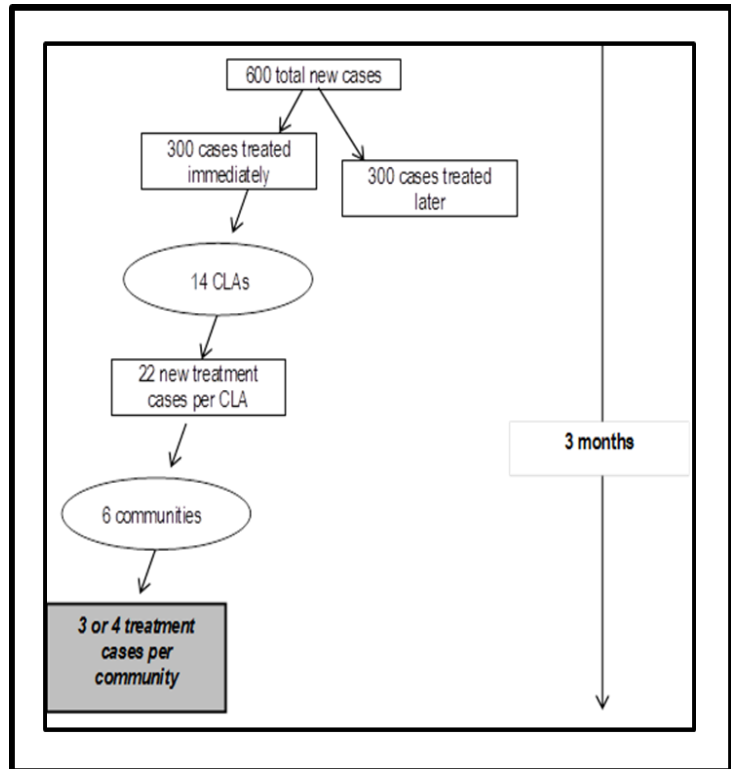 600 total new cases
300 cases treated
immediately
300 cases treated
later
14 CLAs
22 new treatment
cases per CLA
3 months
6 communities
3 or 4 treatment
cases per
community